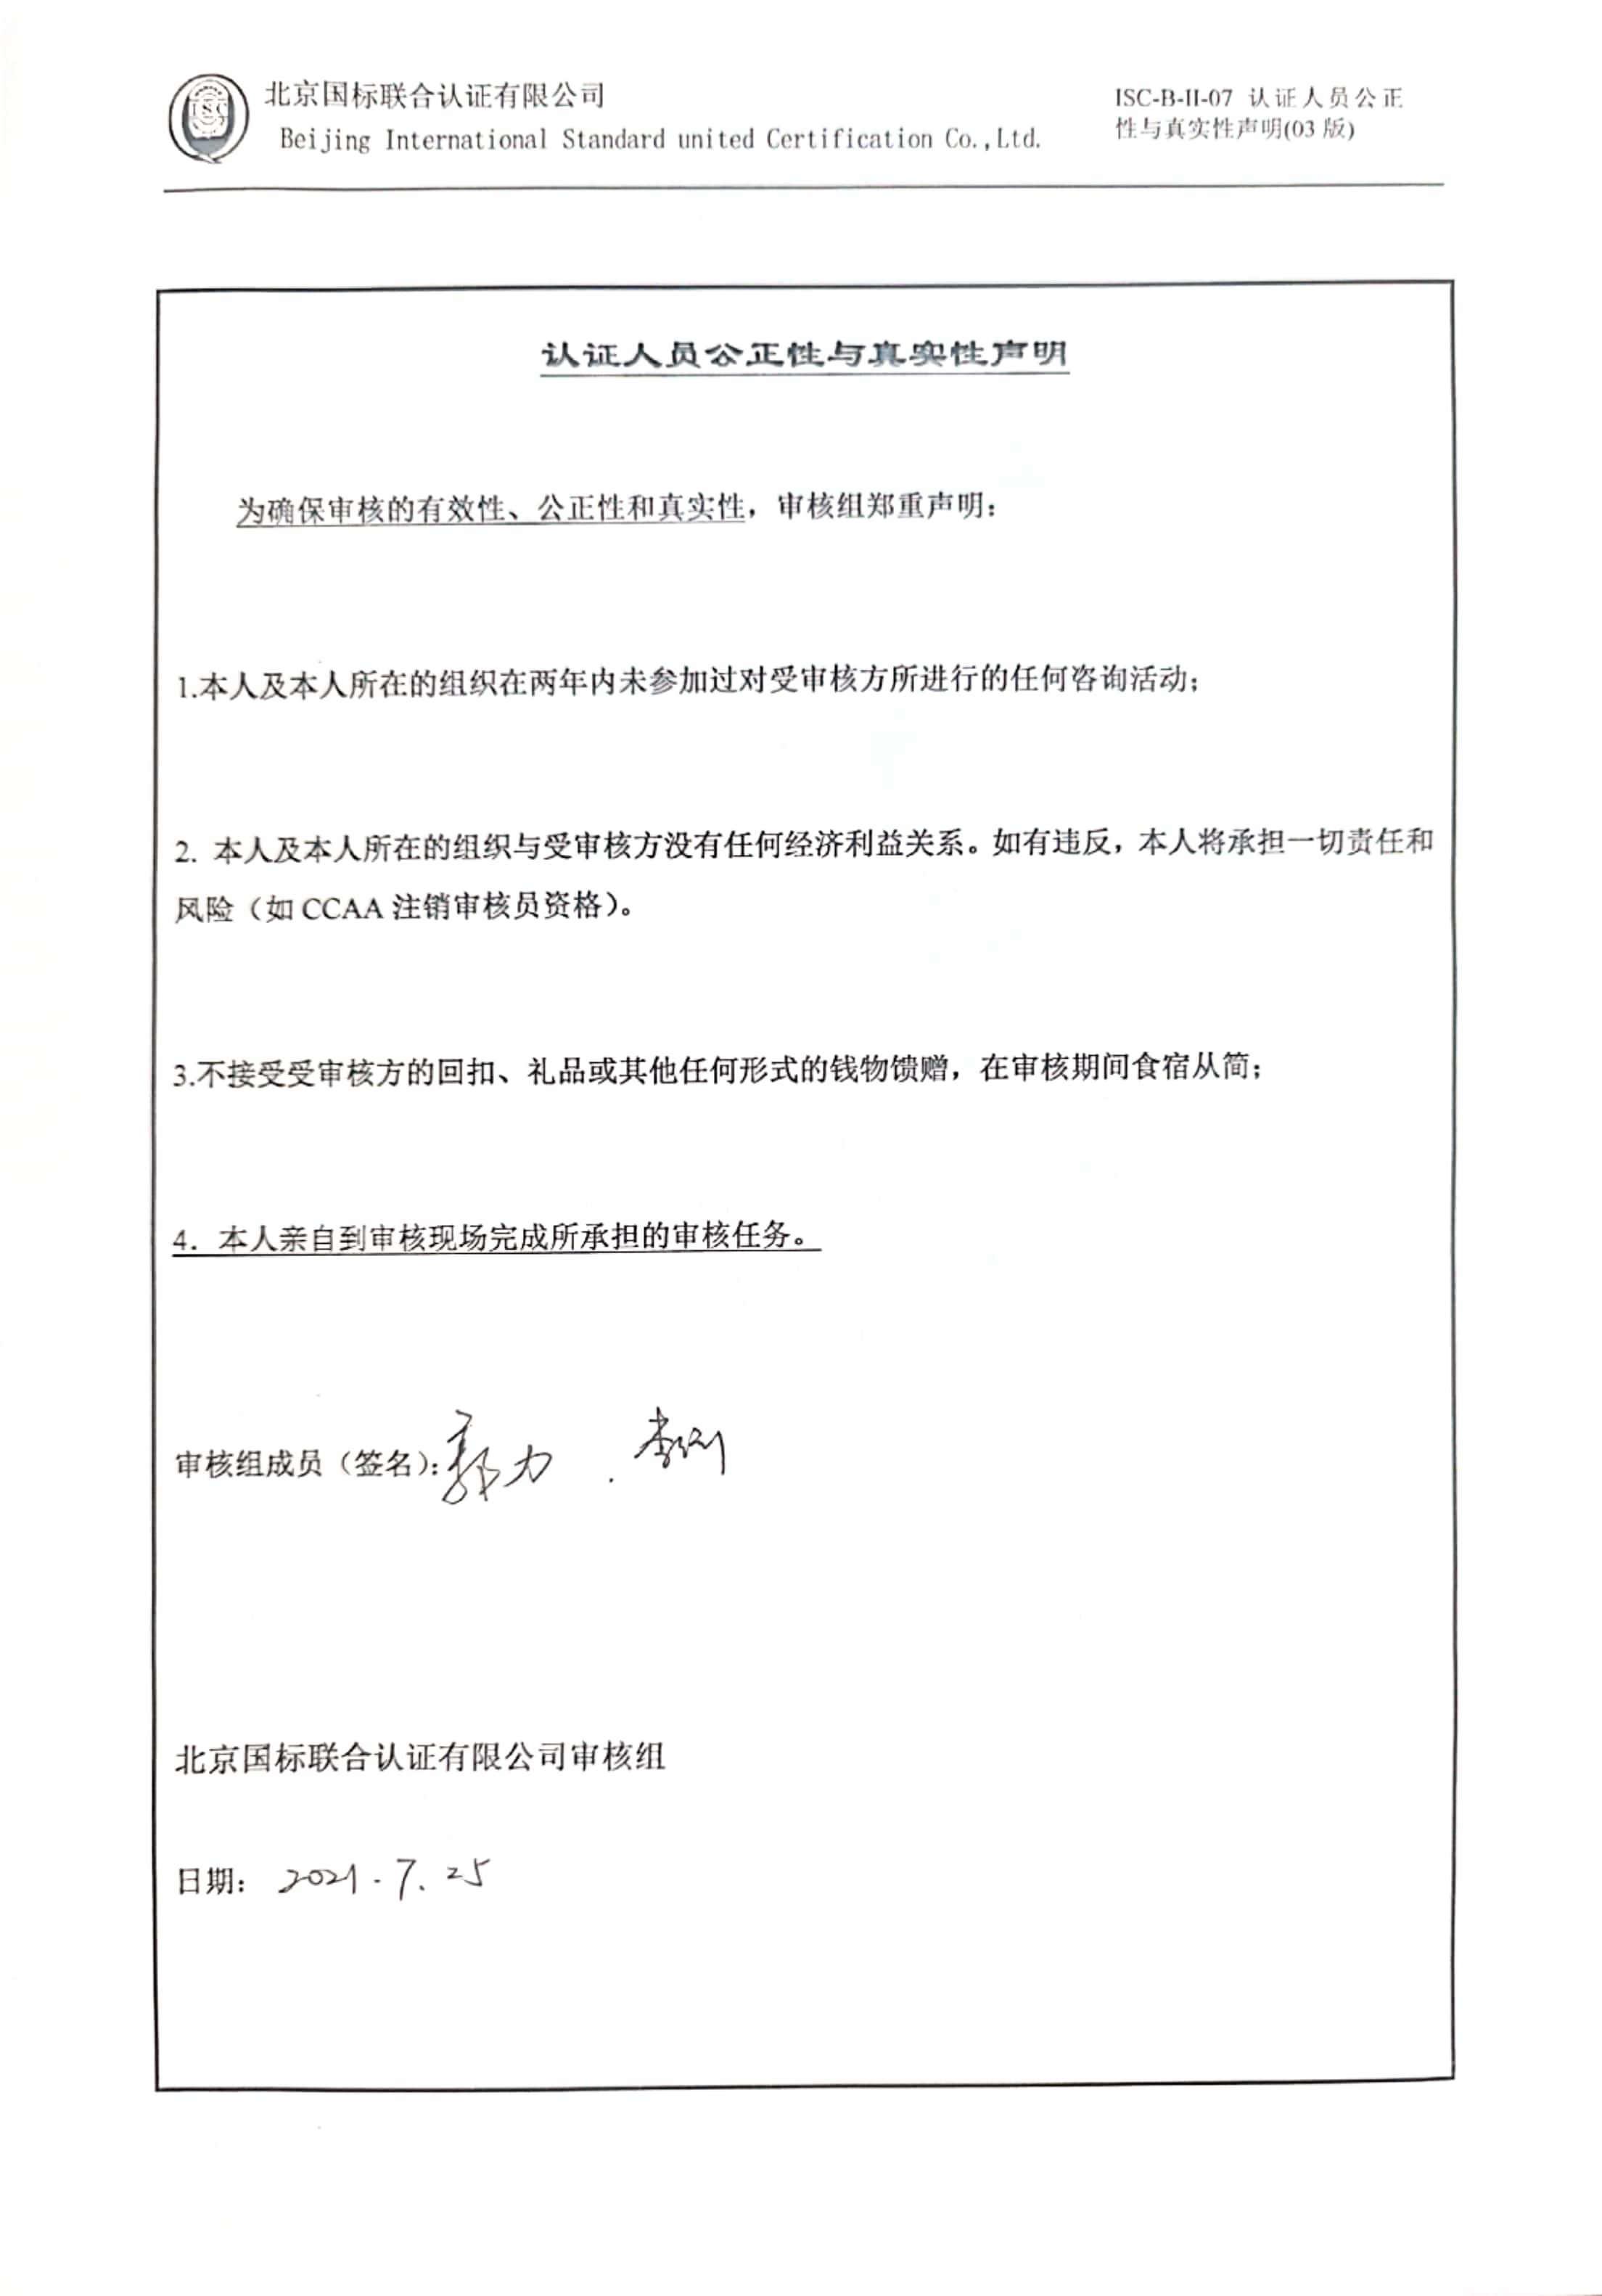 北京国标联合认证有限公司
Beijing International Standard united Certification Co.,Ltd.
ISC-B-II-07 认证人员公正
性与真实性声明(03 版)
认证人员公正性与真实性声明
为确保审核的有效性、公正性和真实性，审核组郑重声明：
1.本人及本人所在的组织在两年内未参加过对受审核方所进行的任何咨询活动；
2. 本人及本人所在的组织与受审核方没有任何经济利益关系。如有违反，本人将承担一切责任和
风险（如 CCAA 注销审核员资格）。
3.不接受受审核方的回扣、礼品或其他任何形式的钱物馈赠，在审核期间食宿从简；
4．本人亲自到审核现场完成所承担的审核任务。
审核组成员（签名）：郭力
北京国标联合认证有限公司审核组
日期： 2021.7.25